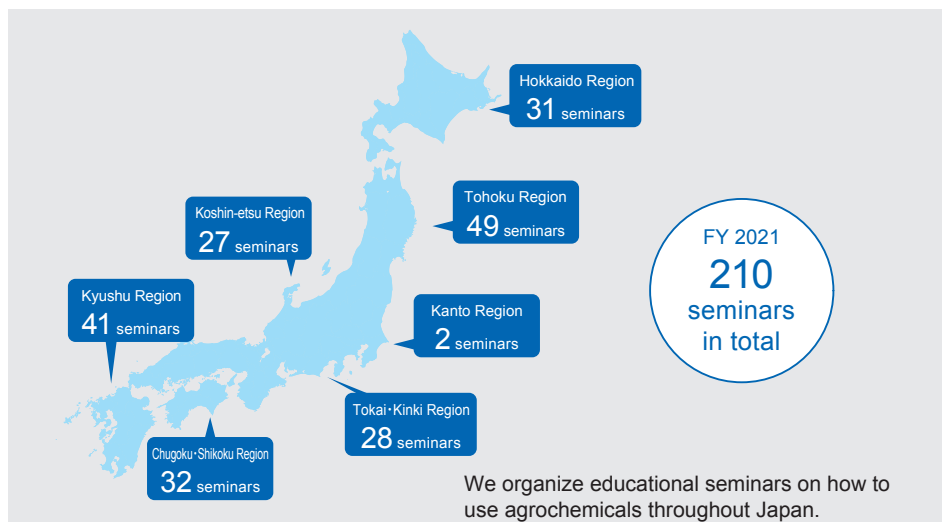 Hokkaido Region
31 seminars
Tohoku Region
49 seminars
Koshin-etsu Region
27 seminars
FY 2021
210
seminars
in total
Kyushu Region
41 seminars
Kanto Region
2 seminars
Tokai・Kinki Region
28 seminars
Chugoku・Shikoku Region
32 seminars
We organize educational seminars on how to
use agrochemicals throughout Japan.